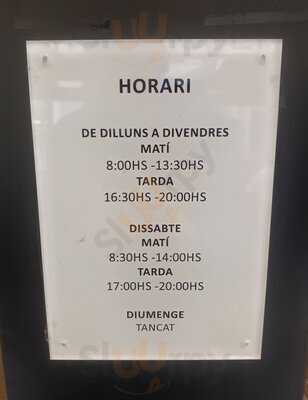 HORARI
DE DILLUNS A DIVENDRES
MATÍ
8:00HS -13:30HS
TARDA
16:30HS -20:00HS
DISSABTE
MATÍ
8:30HS -14:00HS
TARDA
17:00HS -20:00HS
DIUMENGE
TANCAT